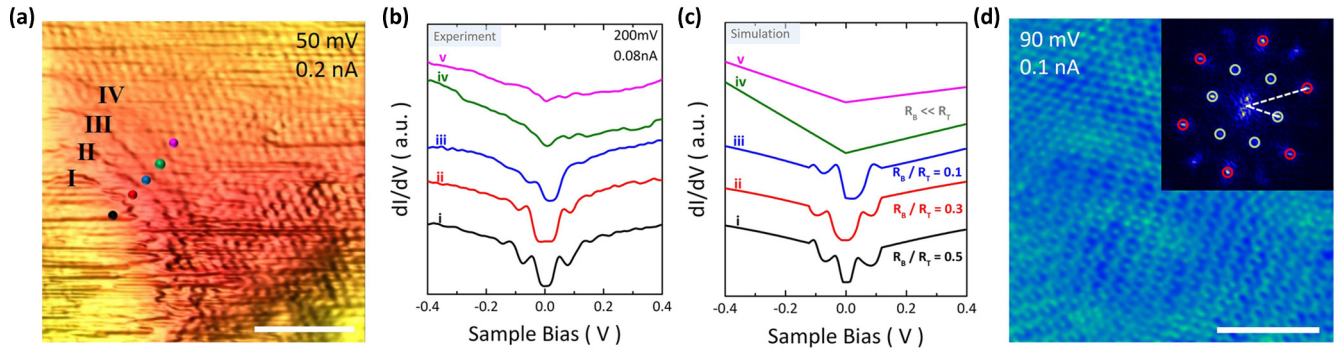 (a)
50 mV
0.2 nA
IV
III
II
I
(b)
Experiment
200mV
0.08nA
v
iv
iii
ii
i
dI/dV ( a.u. )
-0.4 -0.2 0.0 0.2 0.4
Sample Bias ( V )
(c)
Simulation
v
iv
R_B << R_T
iii
R_B / R_T = 0.1
ii
R_B / R_T = 0.3
i
R_B / R_T = 0.5
dI/dV ( a.u. )
-0.4 -0.2 0.0 0.2 0.4
Sample Bias ( V )
(d)
90 mV
0.1 nA